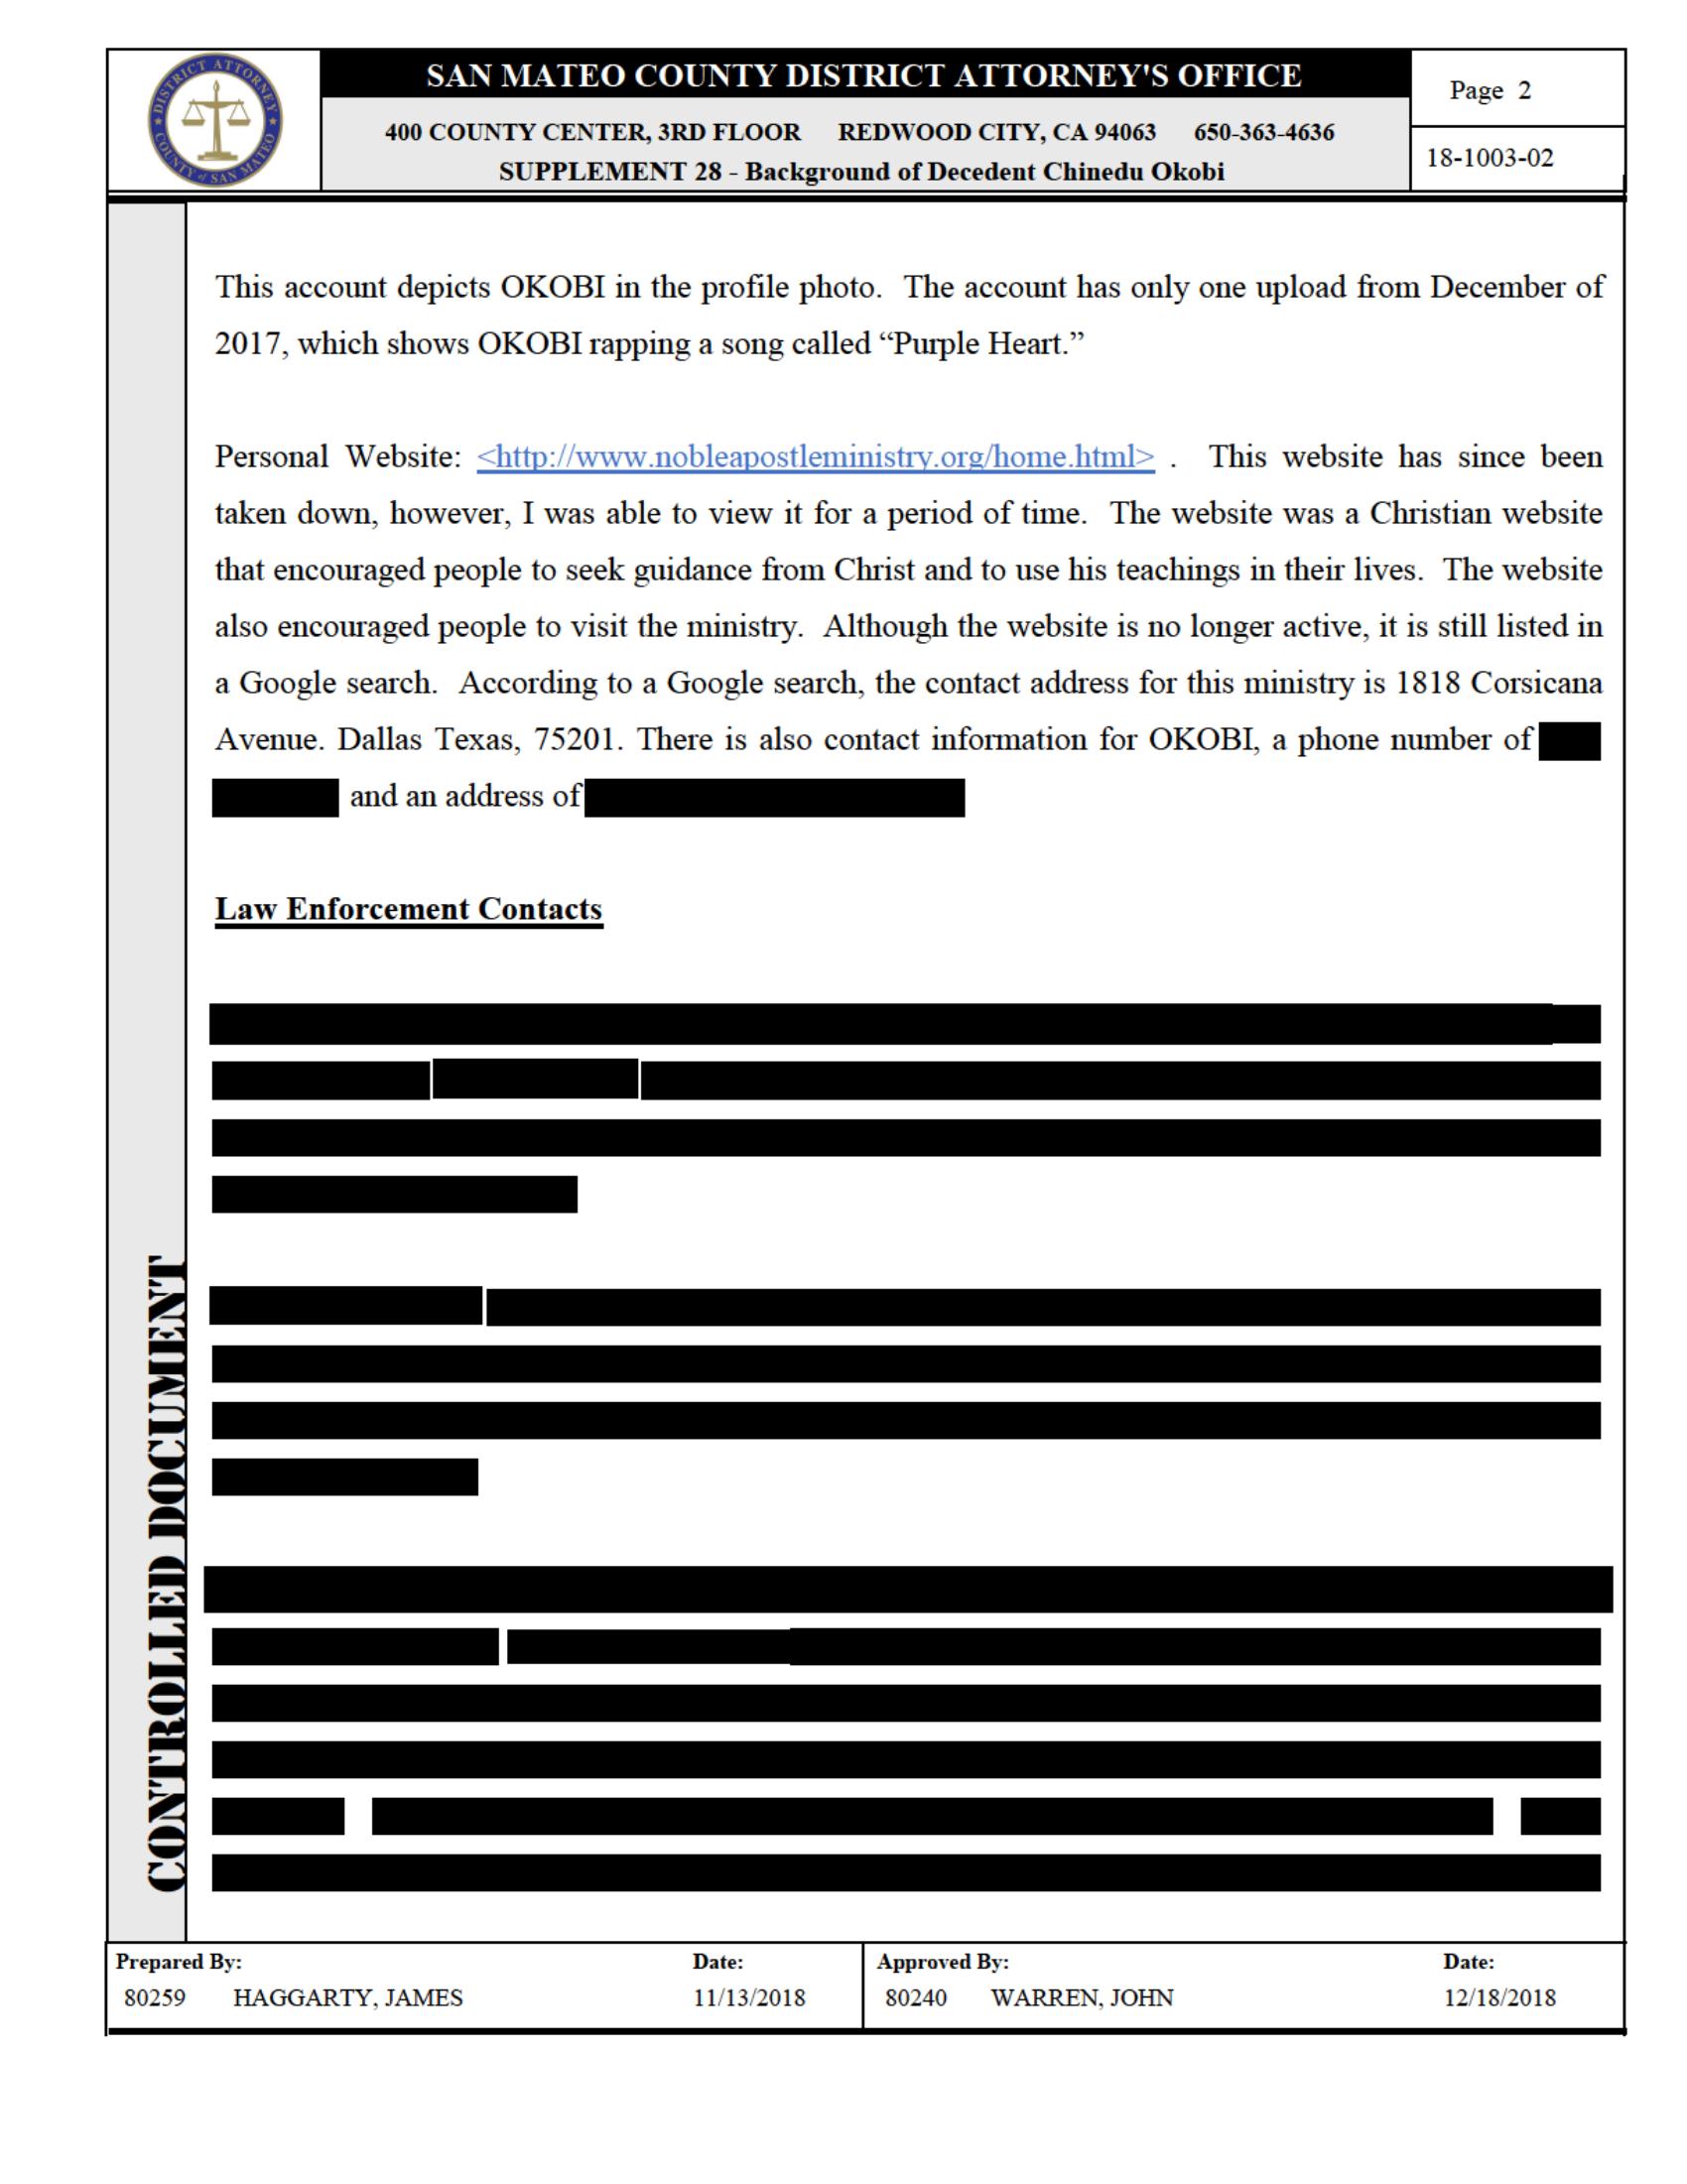 DISTRICT ATTORNEY
COUNTY of SAN MATEO
SAN MATEO COUNTY DISTRICT ATTORNEY'S OFFICE
400 COUNTY CENTER, 3RD FLOOR REDWOOD CITY, CA 94063 650-363-4636
SUPPLEMENT 28 - Background of Decedent Chinedu Okobi
Page 2
18-1003-02
This account depicts OKOBI in the profile photo. The account has only one upload from December of
2017, which shows OKOBI rapping a song called “Purple Heart.”
Personal Website: <http://www.nobleapostleministry.org/home.html> . This website has since been
taken down, however, I was able to view it for a period of time. The website was a Christian website
that encouraged people to seek guidance from Christ and to use his teachings in their lives. The website
also encouraged people to visit the ministry. Although the website is no longer active, it is still listed in
a Google search. According to a Google search, the contact address for this ministry is 1818 Corsicana
Avenue. Dallas Texas, 75201. There is also contact information for OKOBI, a phone number of
and an address of
Law Enforcement Contacts
CONTROLLED DOCUMENT
Prepared By: Date: Approved By: Date:
80259 HAGGARTY, JAMES 11/13/2018 80240 WARREN, JOHN 12/18/2018